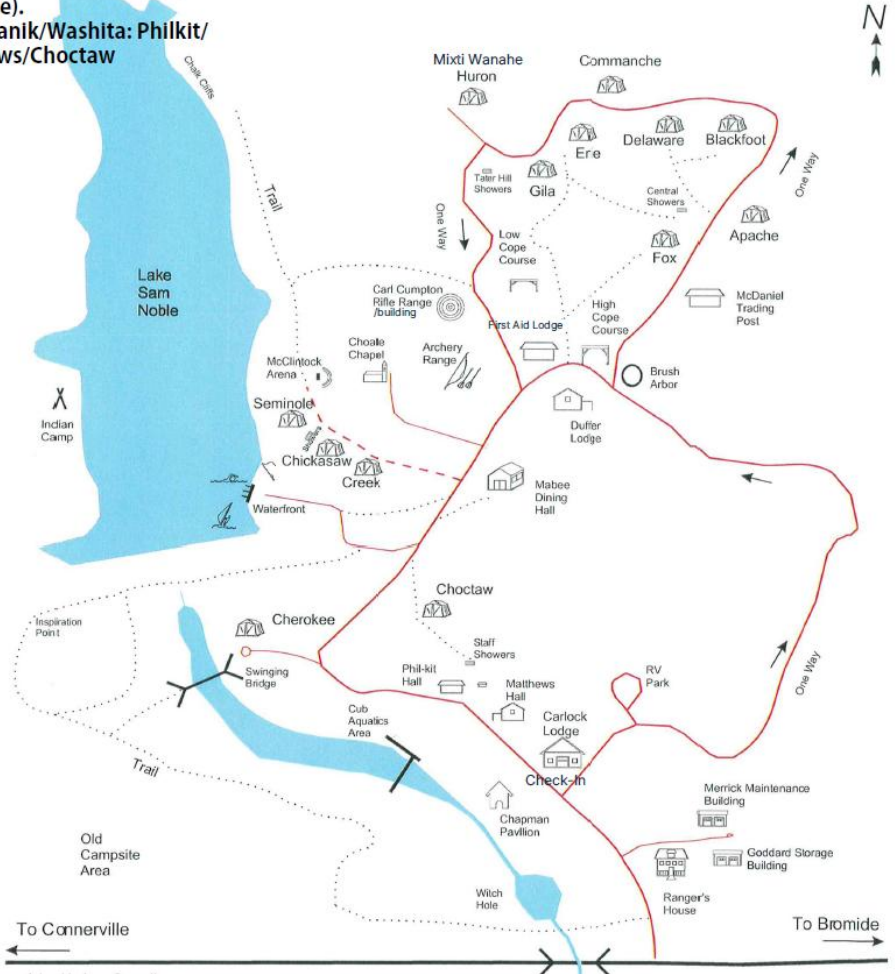 e).
anik/Washita: Philkit/
ws/Choctaw
N
Chalk Cliffs
Mixti Wanahe
Huron
Commanche
Erie
Delaware
Blackfoot
One Way
Tater Hill
Showers
Gila
Central
Showers
Trail
One Way
Low
Cope
Course
Fox
Apache
Lake
Sam
Noble
Carl Cumpton
Rifle Range
/building
High
Cope
Course
McDaniel
Trading
Post
First Aid Lodge
McClintock
Arena
Choale
Chapel
Archery
Range
Brush
Arbor
Seminole
Indian
Camp
Duffer
Lodge
Showers
Chickasaw
Creek
Mabee
Dining
Hall
Waterfront
Choctaw
Inspiration
Point
Cherokee
Staff
Showers
Swinging
Bridge
Phil-kit
Hall
Matthews
Hall
RV
Park
One Way
Cub
Aquatics
Area
Carlock
Lodge
Check-In
Trail
Merrick Maintenance
Building
Chapman
Pavllion
Old
Campsite
Area
Goddard Storage
Building
Witch
Hole
Ranger's
House
To Connerville
To Bromide